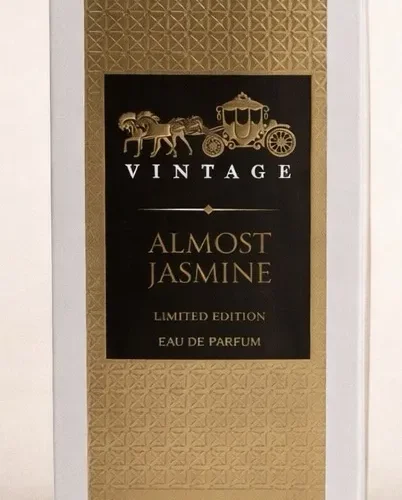 VINTAGE
ALMOST
JASMINE
LIMITED EDITION
EAU DE PARFUM